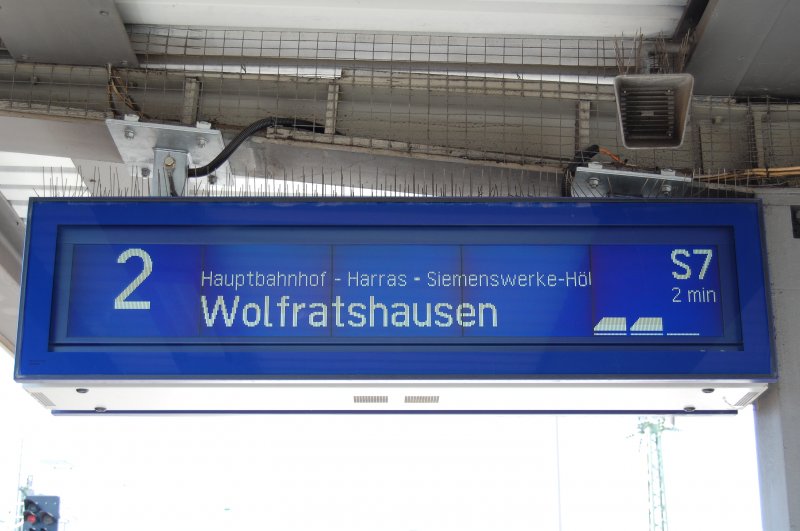 2
Hauptbahnhof - Harras - Siemenswerke-Höl
Wolfratshausen
S7
2 min